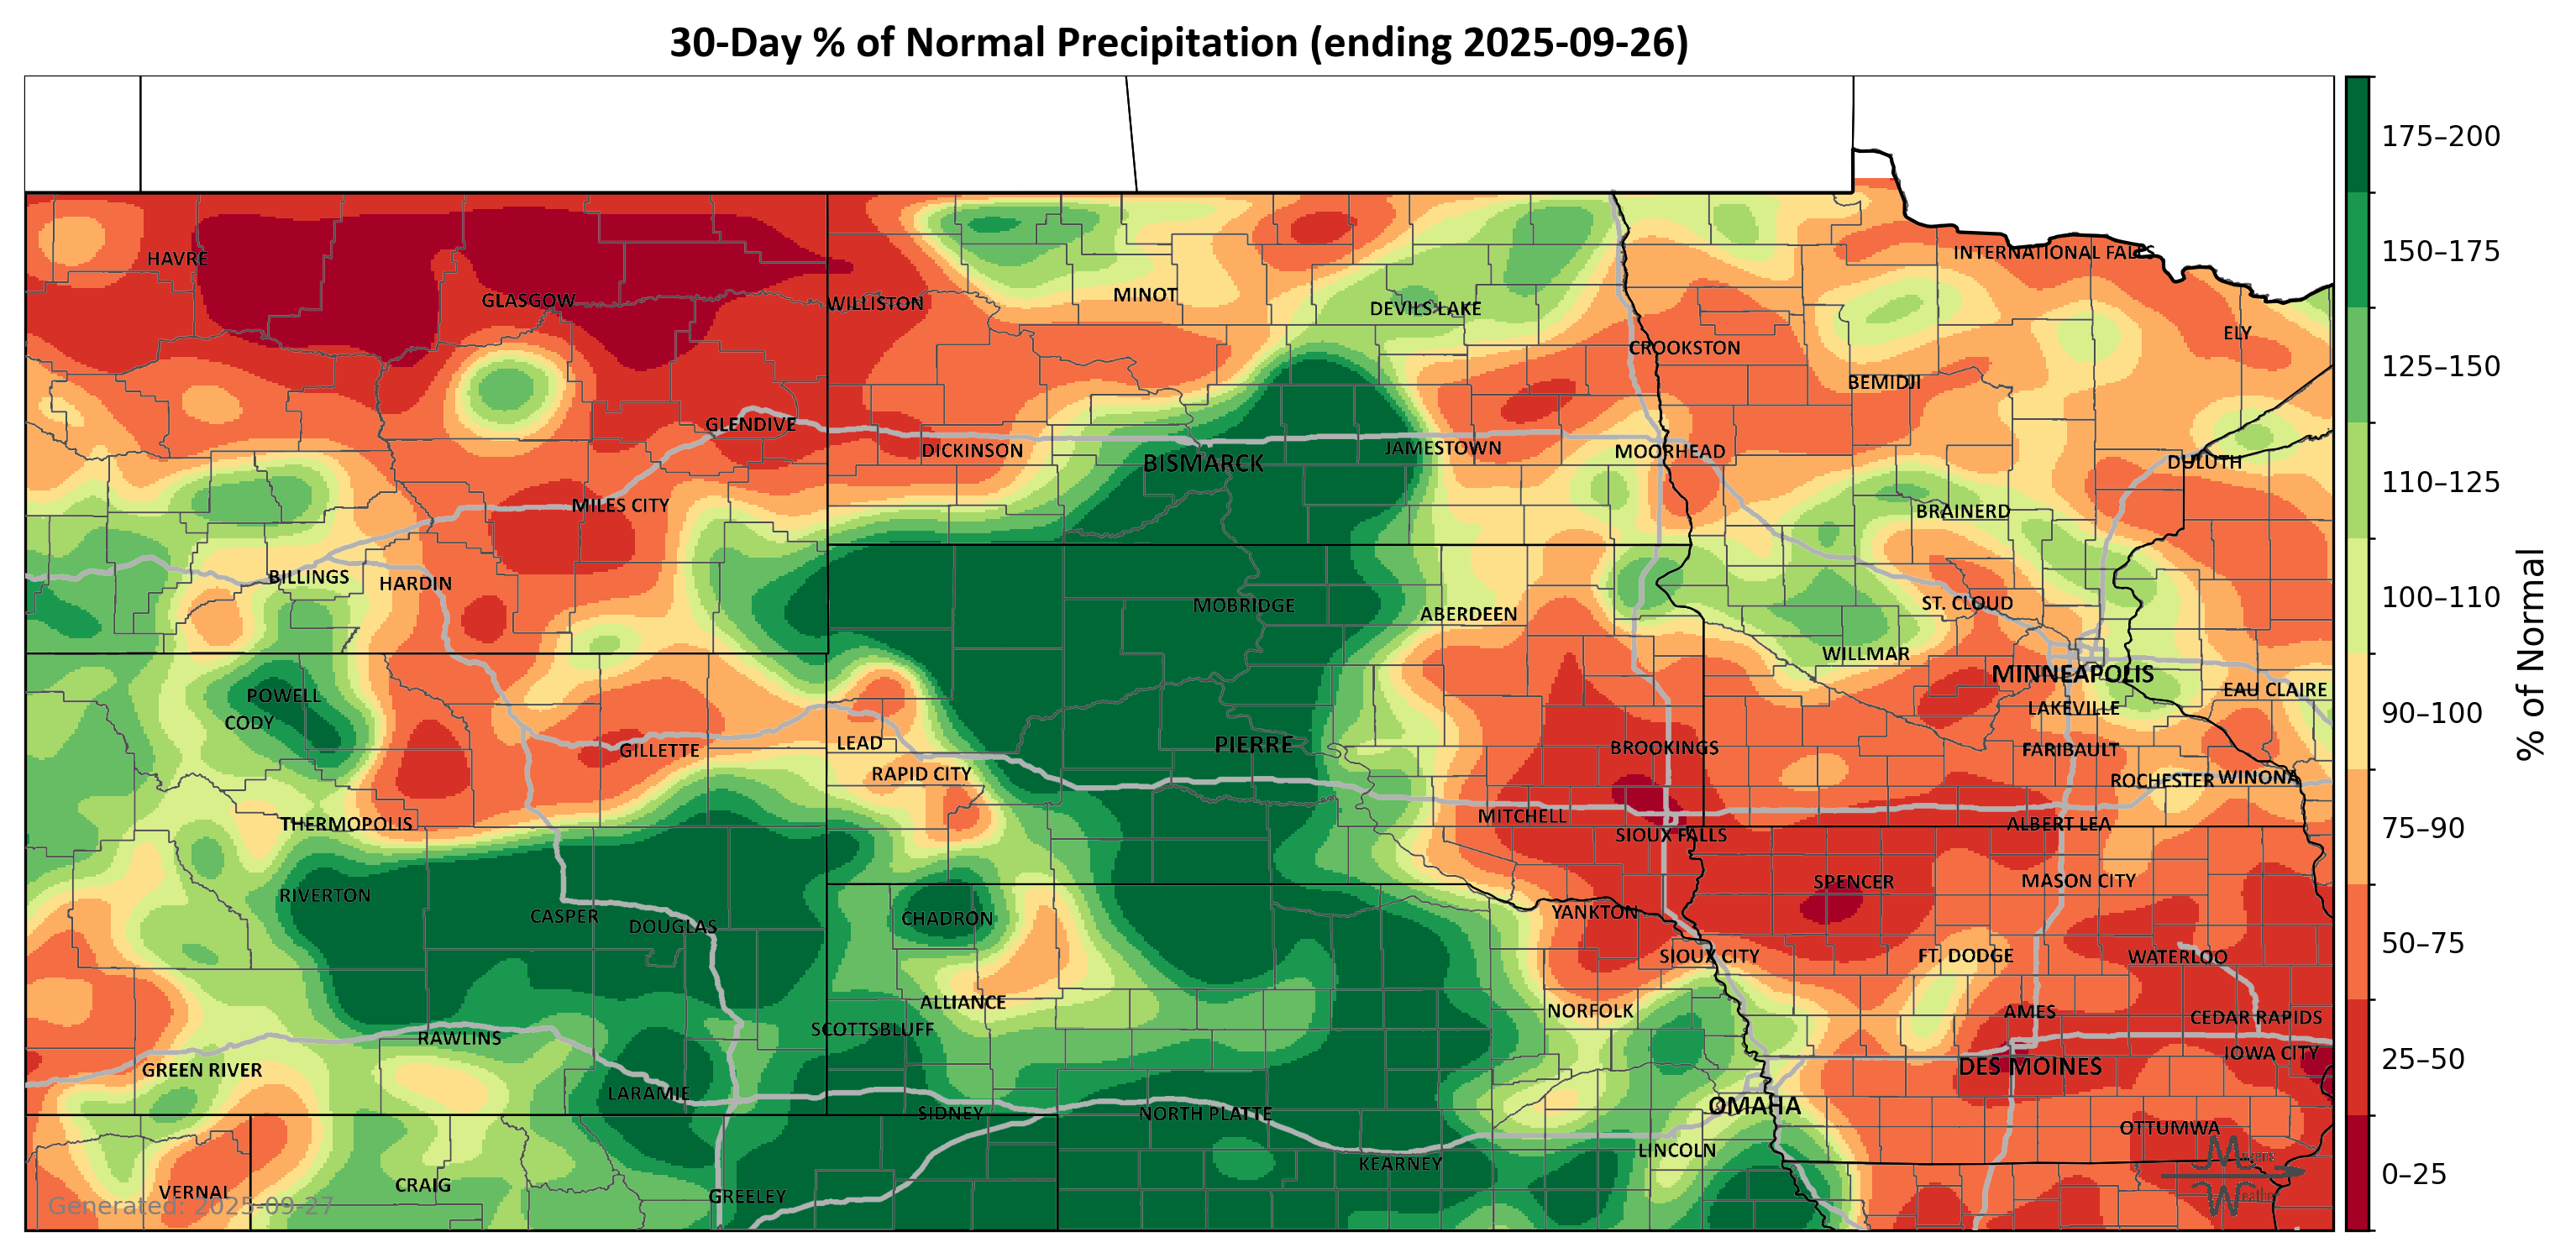 30-Day % of Normal Precipitation (ending 2025-09-26)
175–200
INTERNATIONAL FALLS
150–175
HAVRE
MINOT
GLASGOW
WILLISTON
DEVILS LAKE
ELY
CROOKSTON
125–150
BEMIDJI
GLENDIVE
DICKINSON
BISMARCK
JAMESTOWN
MOORHEAD
DULUTH
110–125
MILES CITY
BRAINERD
BILLINGS
HARDIN
MOBRIDGE
ABERDEEN
ST. CLOUD
100–110
WILLMAR
MINNEAPOLIS
% of Normal
POWELL
EAU CLAIRE
CODY
LAKEVILLE
90–100
GILLETTE
LEAD
PIERRE
BROOKINGS
FARIBAULT
RAPID CITY
ROCHESTER
WINONA
THERMOPOLIS
MITCHELL
SIOUX FALLS
ALBERT LEA
75–90
RIVERTON
SPENCER
MASON CITY
CASPER
DOUGLAS
CHADRON
YANKTON
50–75
SIOUX CITY
FT. DODGE
WATERLOO
ALLIANCE
NORFOLK
AMES
CEDAR RAPIDS
RAWLINS
SCOTTSBLUFF
IOWA CITY
25–50
GREEN RIVER
DES MOINES
LARAMIE
SIDNEY
NORTH PLATTE
OMAHA
OTTUMWA
LINCOLN
KEARNEY
0–25
VERNAL
CRAIG
GREELEY
Generated: 2025-09-27